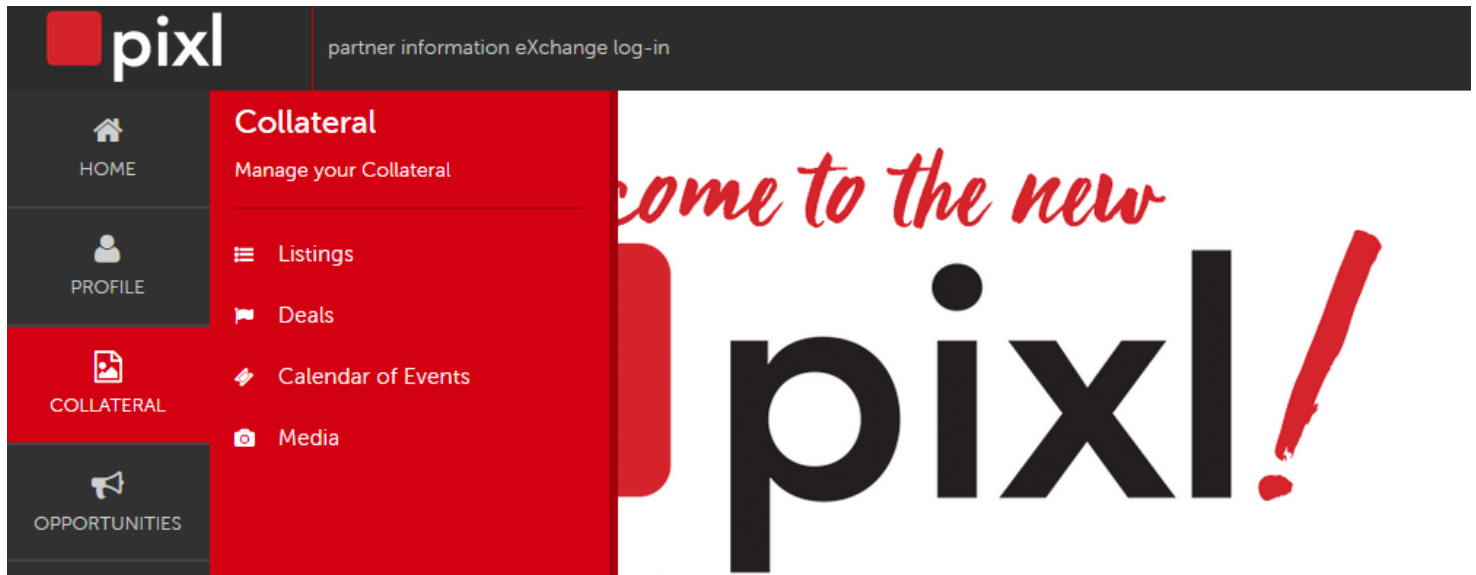 pixl
partner information eXchange log-in
HOME
PROFILE
COLLATERAL
OPPORTUNITIES
Collateral
Manage your Collateral
Listings
Deals
Calendar of Events
Media
come to the new
pixl!